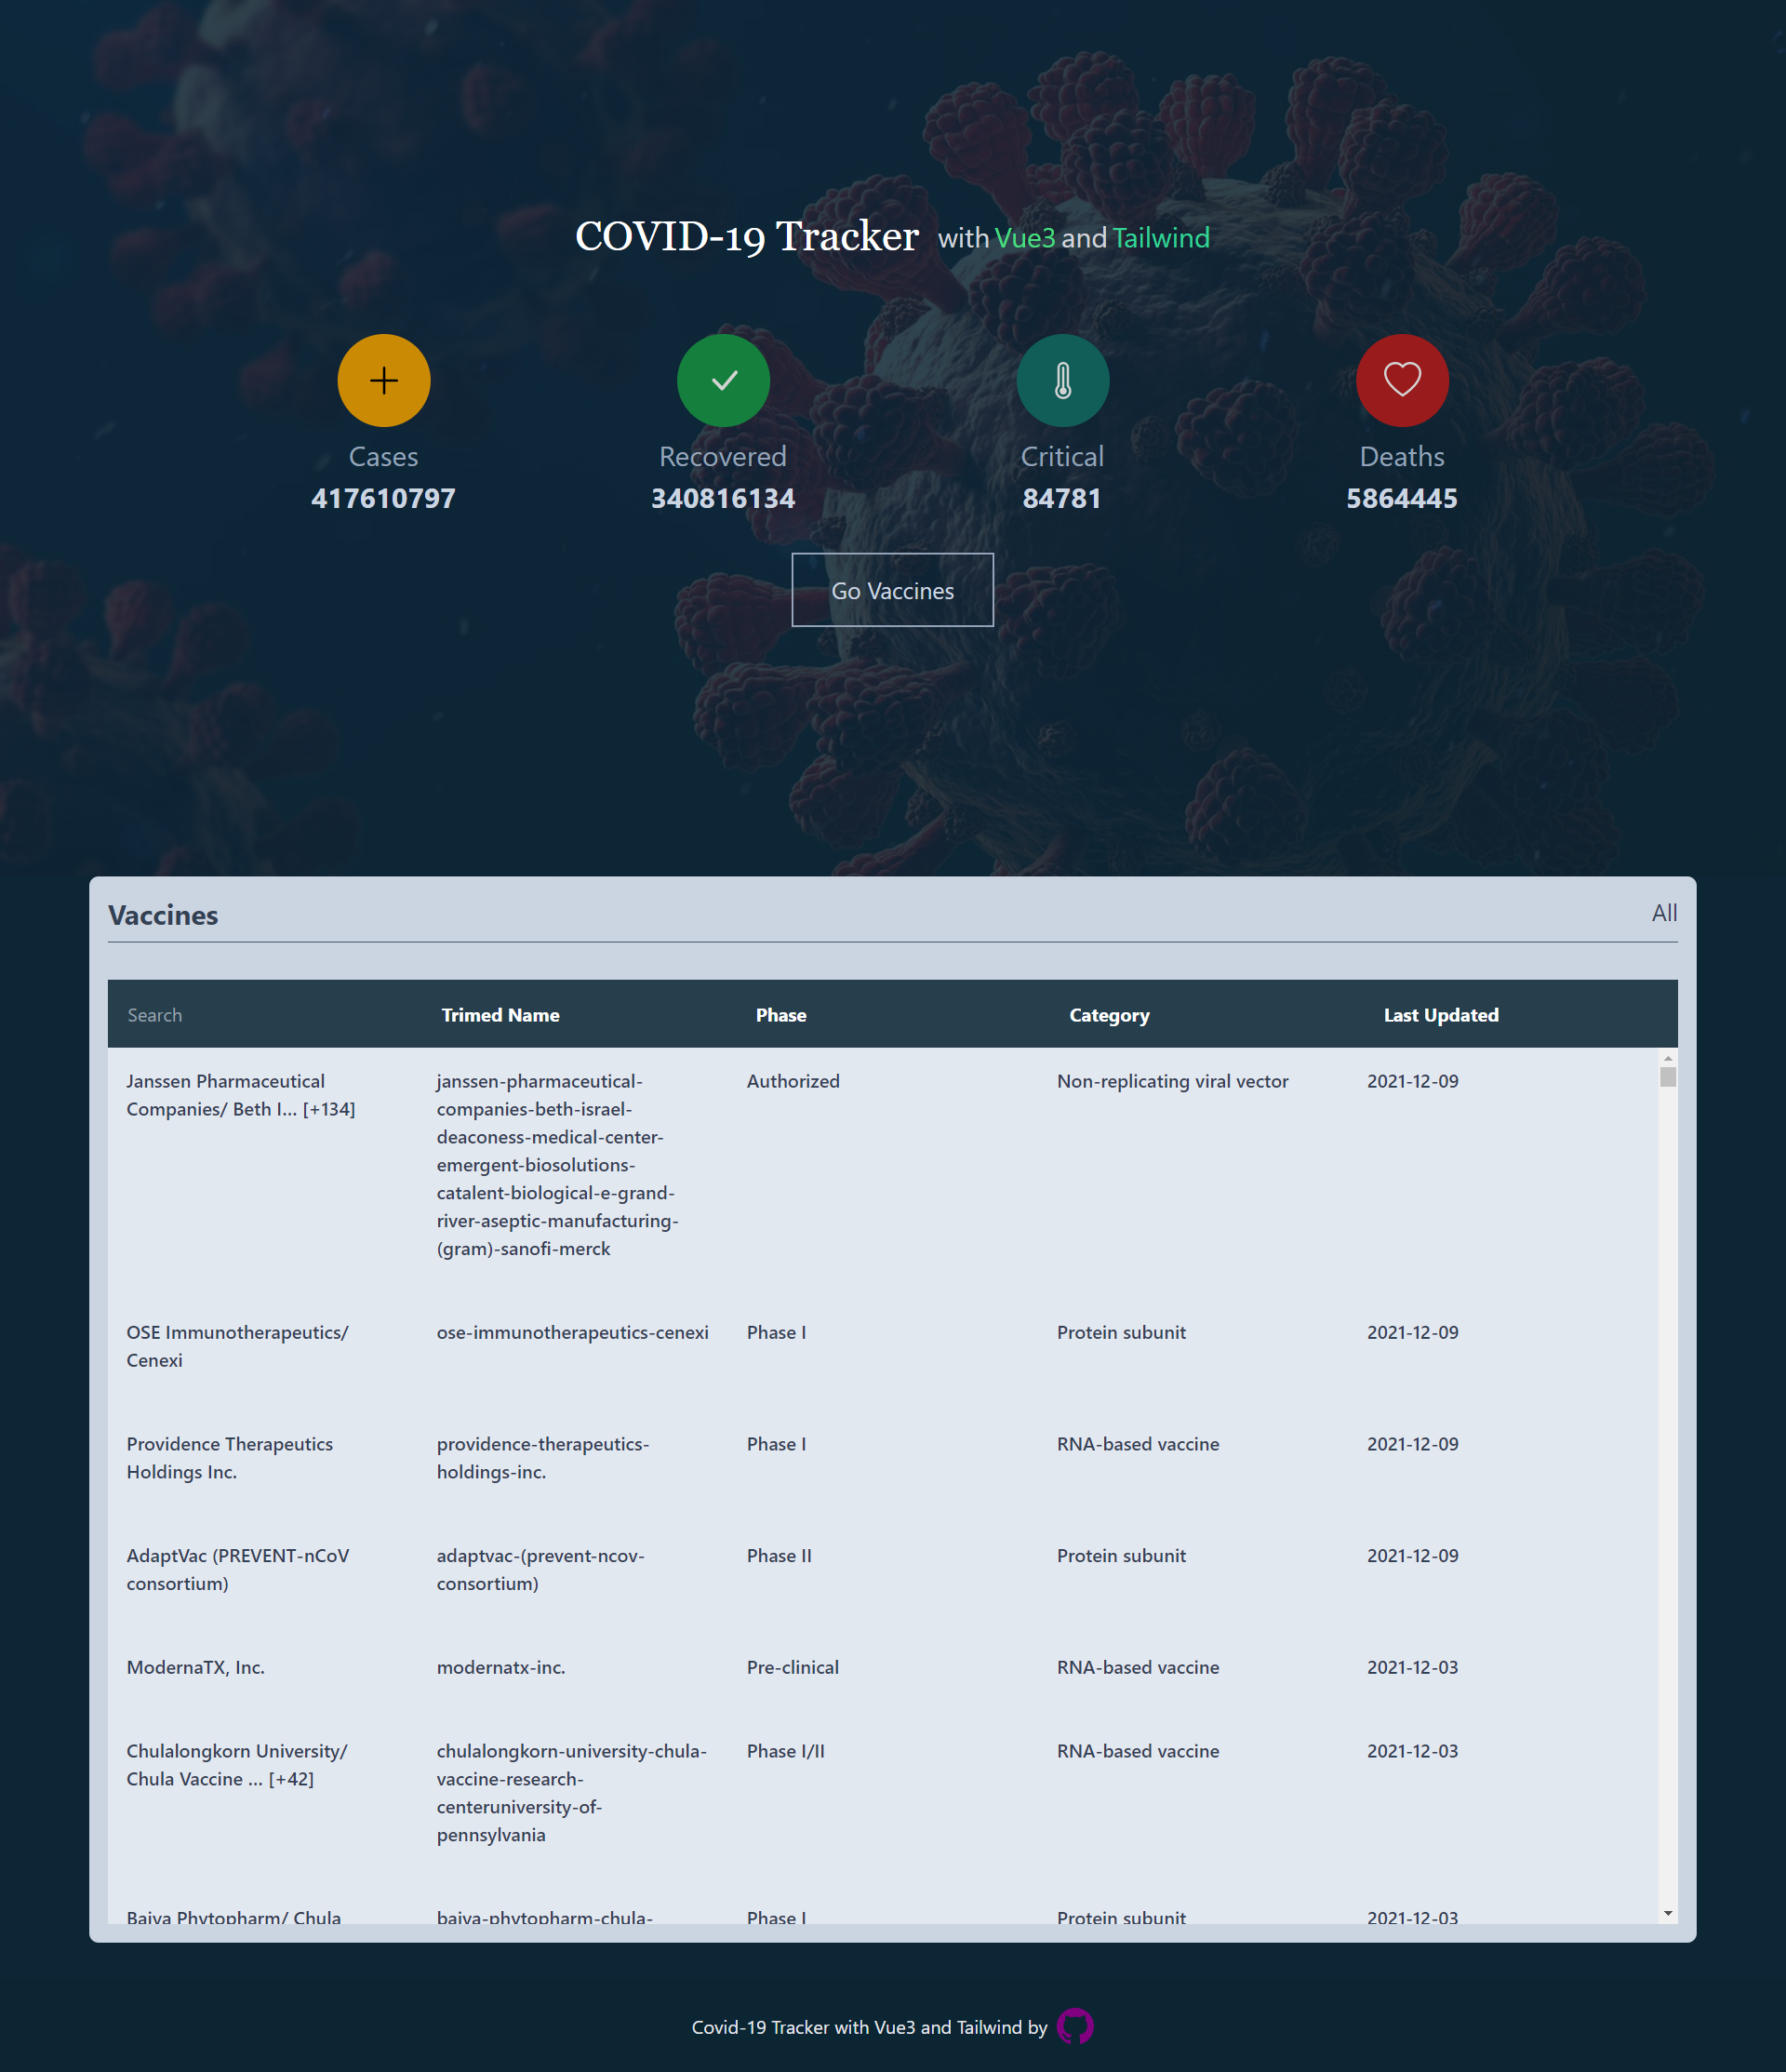 COVID-19 Tracker with Vue3 and Tailwind
Cases Recovered Critical Deaths
417610797 340816134 84781 5864445
Go Vaccines
Vaccines All
Search Trimed Name Phase Category Last Updated
Janssen Pharmaceutical janssen-pharmaceutical- Authorized Non-replicating viral vector 2021-12-09
Companies/ Beth I... [+134] companies-beth-israel-
deaconess-medical-center-
emergent-biosolutions-
catalent-biological-e-grand-
river-aseptic-manufacturing-
(gram)-sanofi-merck
OSE Immunotherapeutics/ ose-immunotherapeutics-cenexi Phase I Protein subunit 2021-12-09
Cenexi
Providence Therapeutics providence-therapeutics- Phase I RNA-based vaccine 2021-12-09
Holdings Inc. holdings-inc.
AdaptVac (PREVENT-nCoV adaptvac-(prevent-ncov- Phase II Protein subunit 2021-12-09
consortium) consortium)
ModernaTX, Inc. modernatx-inc. Pre-clinical RNA-based vaccine 2021-12-03
Chulalongkorn University/ chulalongkorn-university-chula- Phase I/II RNA-based vaccine 2021-12-03
Chula Vaccine ... [+42] vaccine-research-
centeruniversity-of-
pennsylvania
Baiya Phytopharm/ Chula baiya-phytopharm-chula- Phase I Protein subunit 2021-12-03
Covid-19 Tracker with Vue3 and Tailwind by